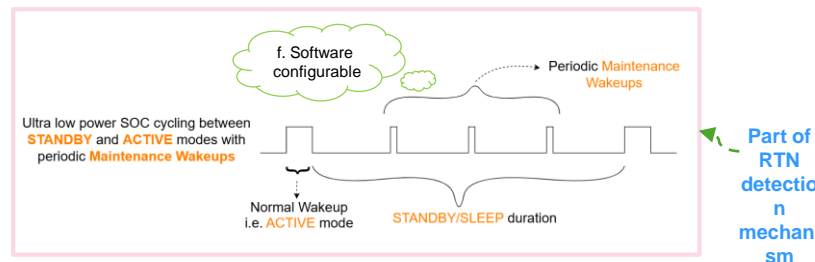 f. Software
configurable
Periodic Maintenance
Wakeups
Ultra low power SOC cycling between
STANDBY and ACTIVE modes with
periodic Maintenance Wakeups
Normal Wakeup
i.e. ACTIVE mode
STANDBY/SLEEP duration
Part of
RTN
detectio
n
mechan
sm